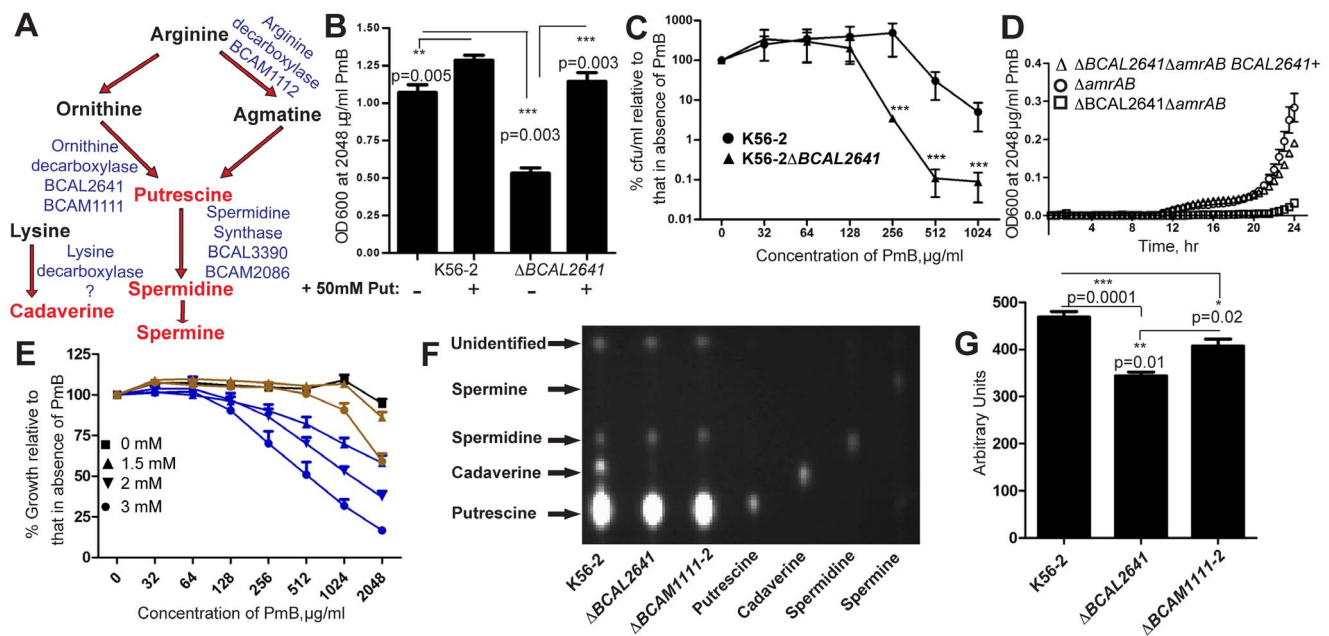 A
Arginine
Arginine
decarboxylase
BCAM1112
Ornithine
Agmatine
Ornithine
decarboxylase
BCAL2641
BCAM1111
Putrescine
Lysine
Lysine
decarboxylase
?
Spermidine
Synthase
BCAL3390
BCAM2086
Spermidine
Cadaverine
Spermine
B
OD600 at 2048 µg/ml PmB
1.50
1.25
1.00
0.75
0.50
0.25
0.00
**
p=0.005
***
p=0.003
***
p=0.003
K56-2
ΔBCAL2641
+ 50mM Put:
-
+
-
+
C
% cfu/ml relative to
that in absence of PmB
1000
100
10
1
0.1
0.01
K56-2
K56-2ΔBCAL2641
***
***
***
0
32
64
128
256
512
1024
Concentration of PmB,µg/ml
D
OD600 at 2048µg/ml PmB
0.4
0.3
0.2
0.1
0.0
Δ ΔBCAL2641ΔamrAB BCAL2641+
ΔamrAB
ΔBCAL2641ΔamrAB
4
8
12
16
20
24
Time, hr
E
% Growth relative to
that in absence of PmB
125
100
75
50
25
0
0 mM
1.5 mM
2 mM
3 mM
0
32
64
128
256
512
1024
2048
Concentration of PmB,µg/ml
F
Unidentified
Spermine
Spermidine
Cadaverine
Putrescine
K56-2
ΔBCAL2641
ΔBCAM1111-2
Putrescine
Cadaverine
Spermidine
Spermine
G
Arbitrary Units
500
400
300
200
100
0
***
p=0.0001
*
p=0.02
**
p=0.01
K56-2
ΔBCAL2641
ΔBCAM1111-2